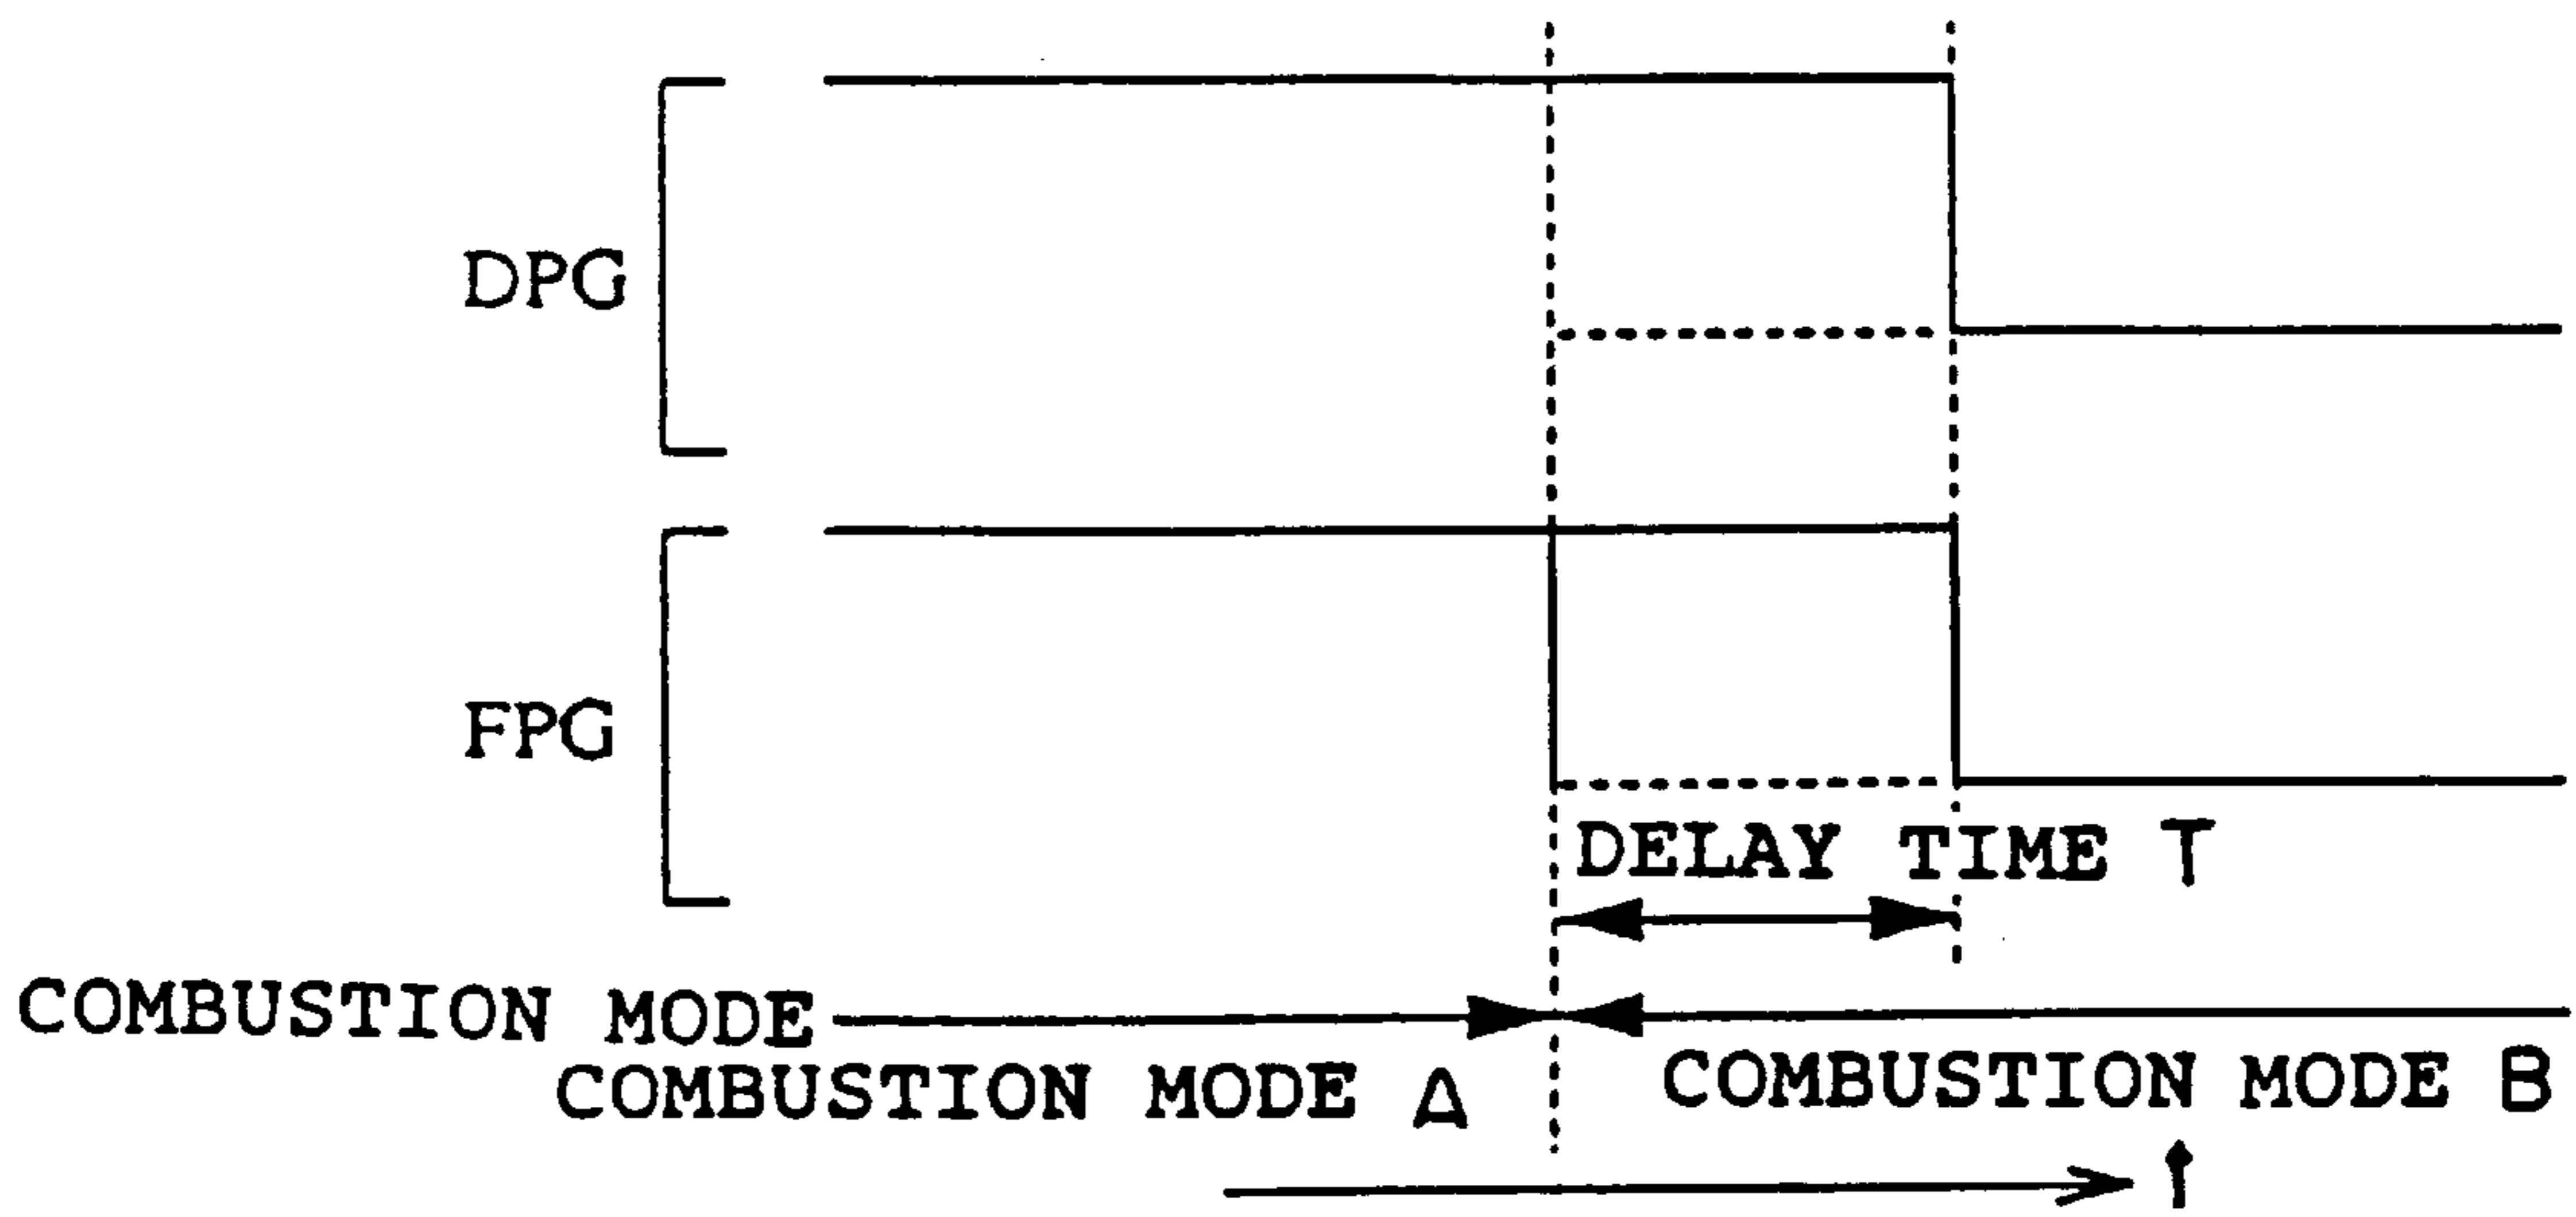 DPG
FPG
DELAY TIME T
COMBUSTION MODE
COMBUSTION MODE A
COMBUSTION MODE B
t